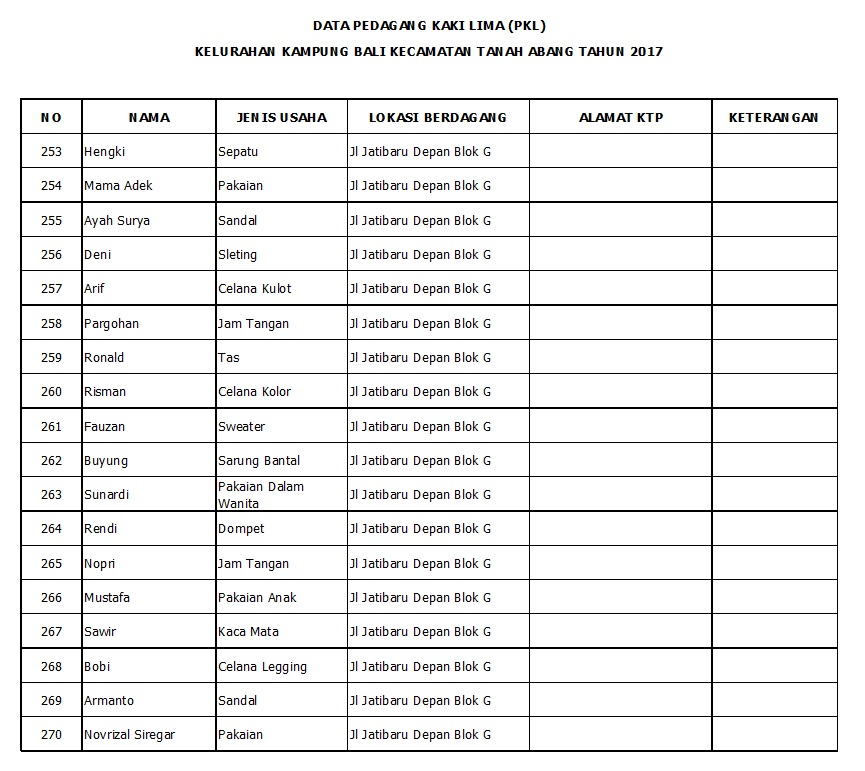 DATA PEDAGANG KAKI LIMA (PKL)
KELURAHAN KAMPUNG BALI KECAMATAN TANAH ABANG TAHUN 2017
NO NAMA JENIS USAHA LOKASI BERDAGANG ALAMAT KTP KETERANGAN
253 Hengki Sepatu Jl Jatibaru Depan Blok G
254 Mama Adek Pakaian Jl Jatibaru Depan Blok G
255 Ayah Surya Sandal Jl Jatibaru Depan Blok G
256 Deni Sleting Jl Jatibaru Depan Blok G
257 Arif Celana Kulot Jl Jatibaru Depan Blok G
258 Pargohan Jam Tangan Jl Jatibaru Depan Blok G
259 Ronald Tas Jl Jatibaru Depan Blok G
260 Risman Celana Kolor Jl Jatibaru Depan Blok G
261 Fauzan Sweater Jl Jatibaru Depan Blok G
262 Buyung Sarung Bantal Jl Jatibaru Depan Blok G
263 Sunardi Pakaian Dalam Wanita Jl Jatibaru Depan Blok G
264 Rendi Dompet Jl Jatibaru Depan Blok G
265 Nopri Jam Tangan Jl Jatibaru Depan Blok G
266 Mustafa Pakaian Anak Jl Jatibaru Depan Blok G
267 Sawir Kaca Mata Jl Jatibaru Depan Blok G
268 Bobi Celana Legging Jl Jatibaru Depan Blok G
269 Armanto Sandal Jl Jatibaru Depan Blok G
270 Novrizal Siregar Pakaian Jl Jatibaru Depan Blok G